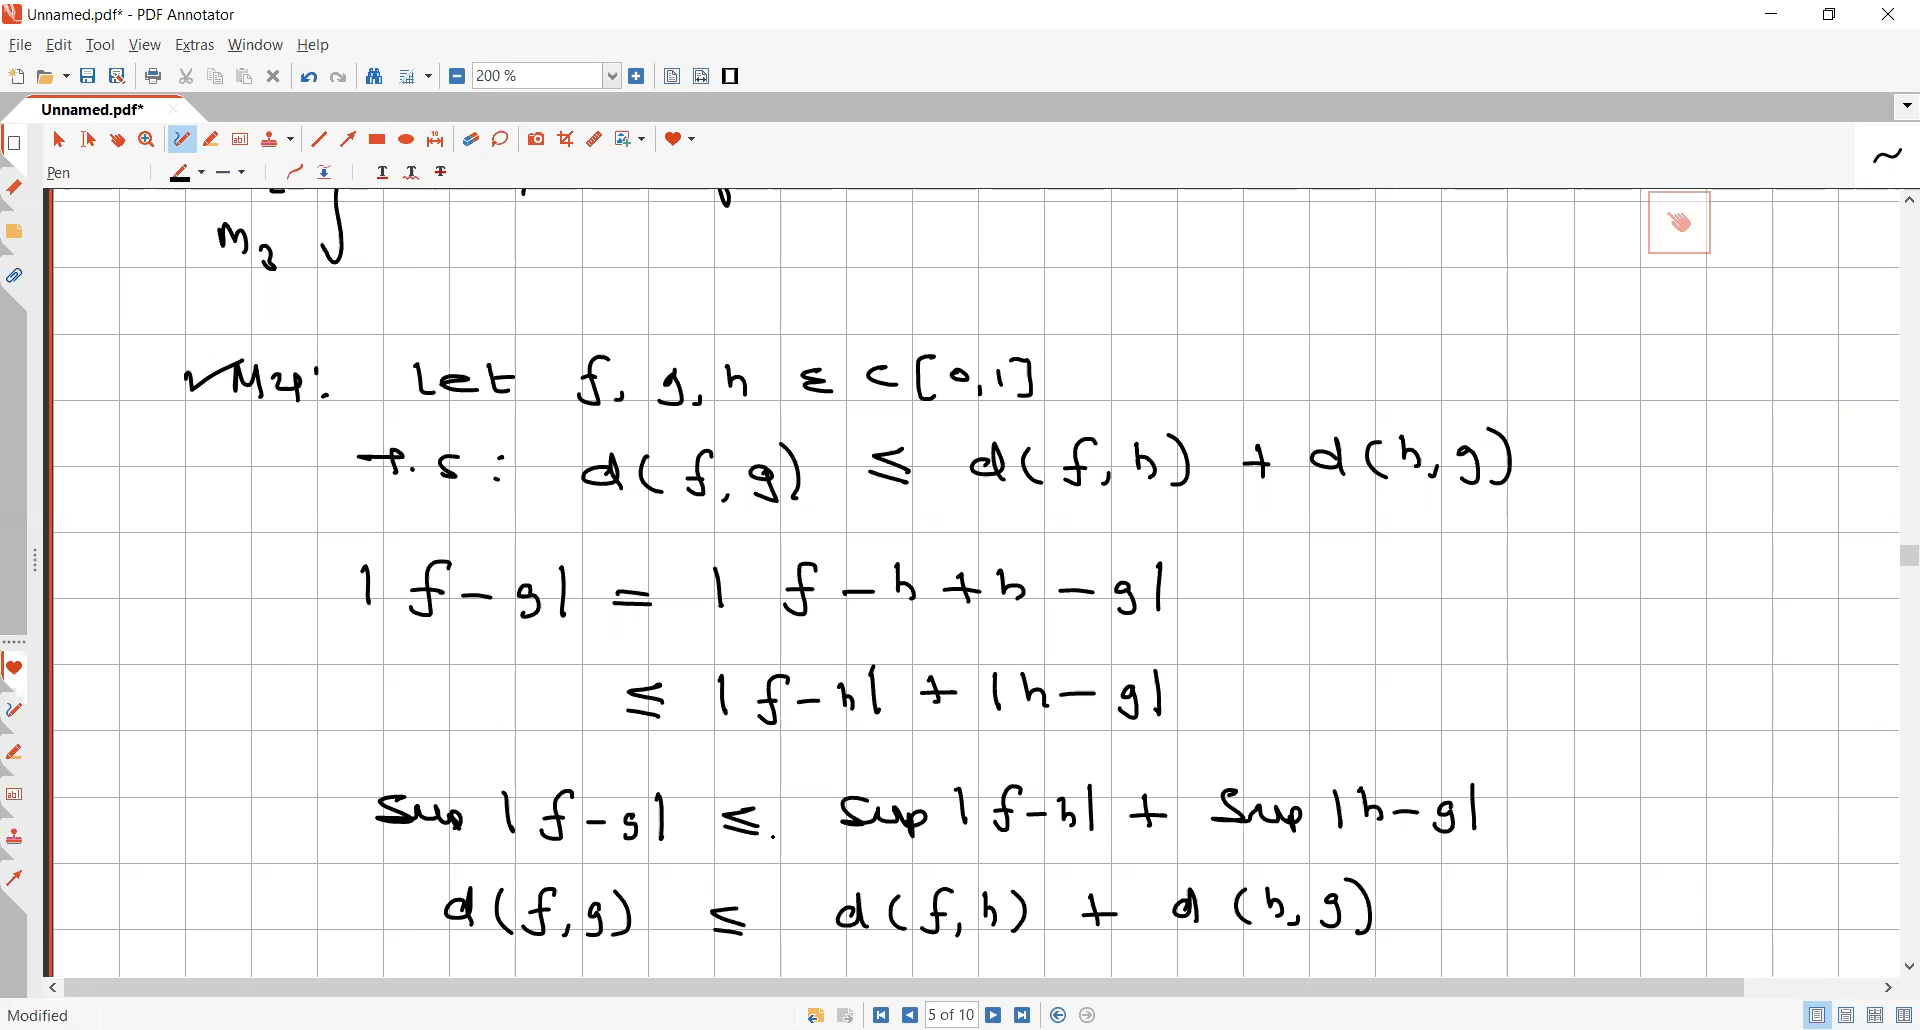 Unnamed.pdf* - PDF Annotator
File Edit Tool View Extras Window Help
200 %
Unnamed.pdf*
Pen
M3
M4: Let f, g, h ε C[0,1]
T.S: d(f,g) ≤ d(f,h) + d(h,g)
|f-g| = |f-h+h-g|
≤ |f-h| + |h-g|
Sup |f-g| ≤. Sup |f-h| + Sup |h-g|
d(f,g) ≤ d(f,h) + d(h,g)
Modified
5 of 10